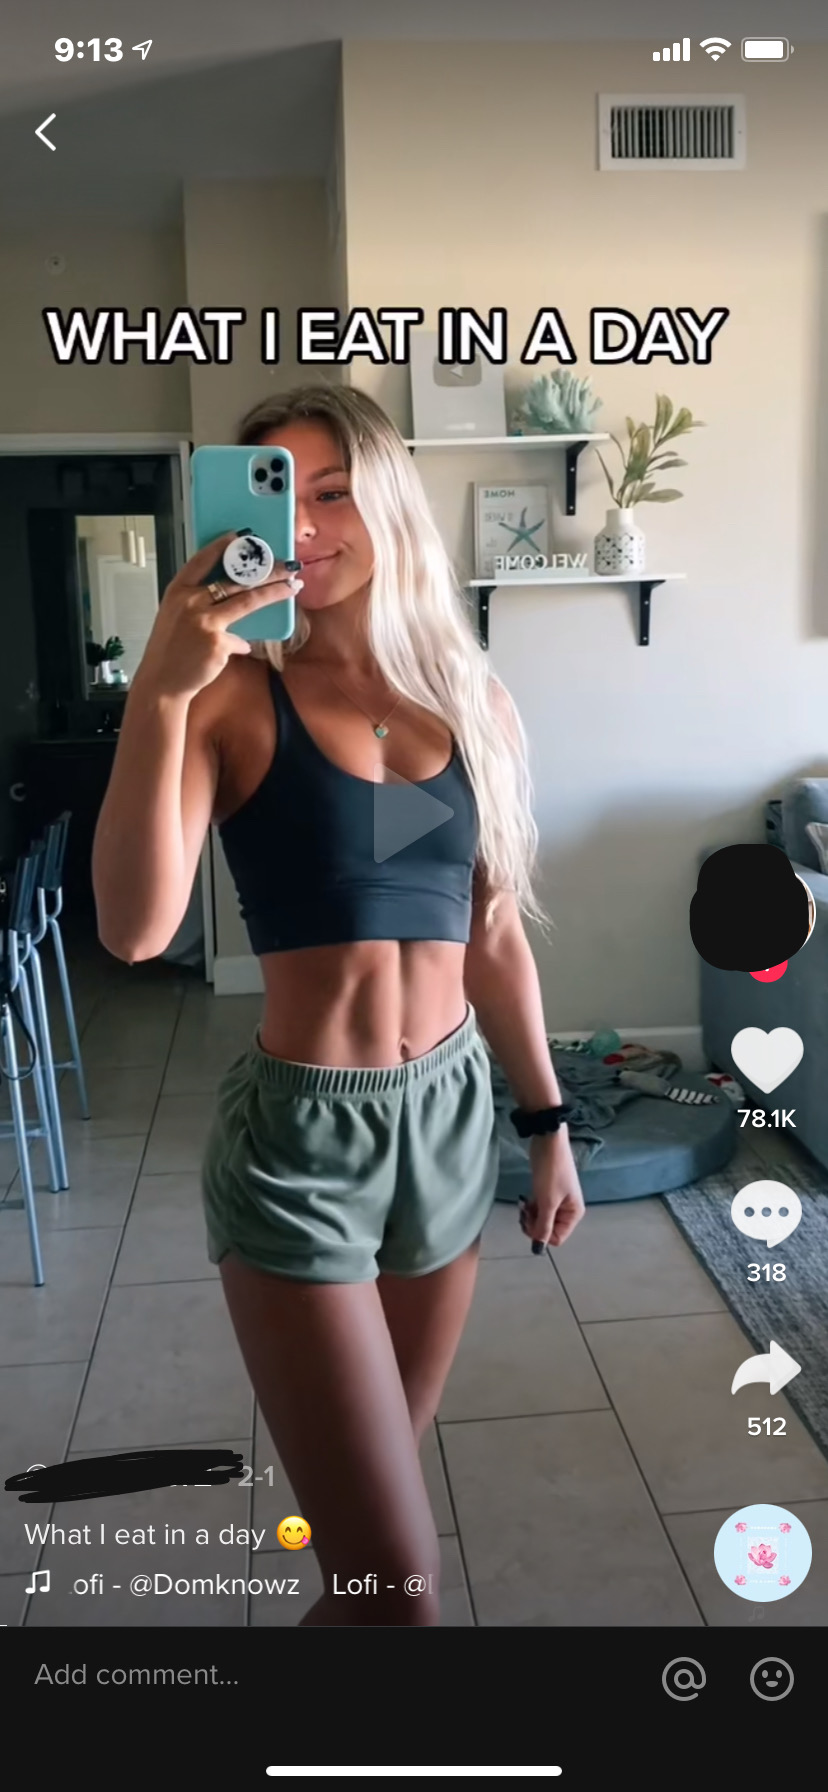 9:13
WHAT I EAT IN A DAY
HOME
WELCOME
78.1K
318
512
2-1
What I eat in a day 😋
ofi - @Domknowz Lofi - @
Add comment...